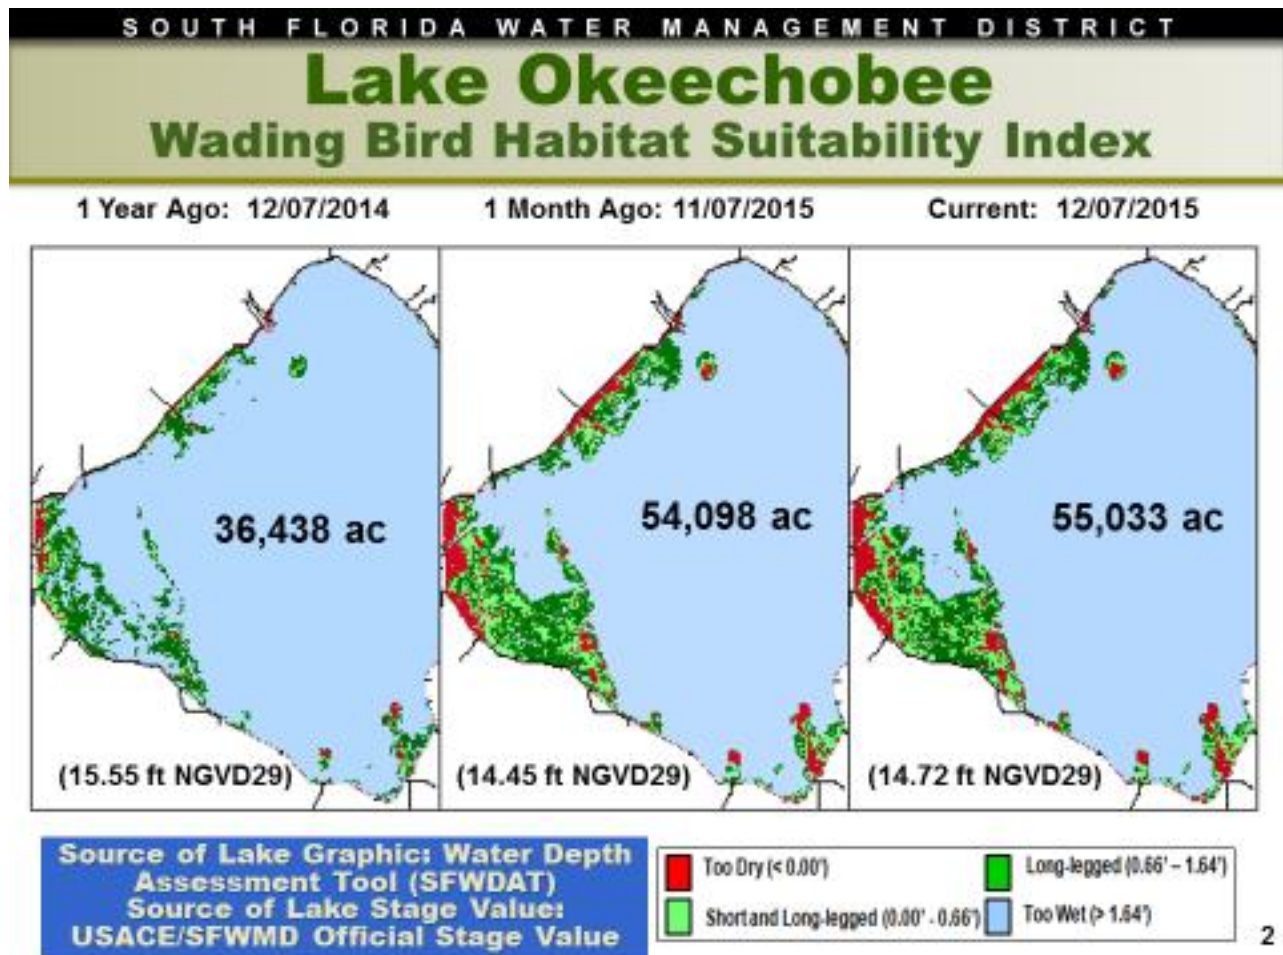 SOUTH FLORIDA WATER MANAGEMENT DISTRICT
Lake Okeechobee
Wading Bird Habitat Suitability Index
1 Year Ago: 12/07/2014
1 Month Ago: 11/07/2015
Current: 12/07/2015
36,438 ac
54,098 ac
55,033 ac
(15.55 ft NGVD29)
(14.45 ft NGVD29)
(14.72 ft NGVD29)
Source of Lake Graphic: Water Depth
Assessment Tool (SFWDAT)
Source of Lake Stage Value:
USACE/SFWMD Official Stage Value
Too Dry (< 0.00')
Long-legged (0.66' – 1.64')
Short and Long-legged (0.00' - 0.66')
Too Wet (> 1.64')
2